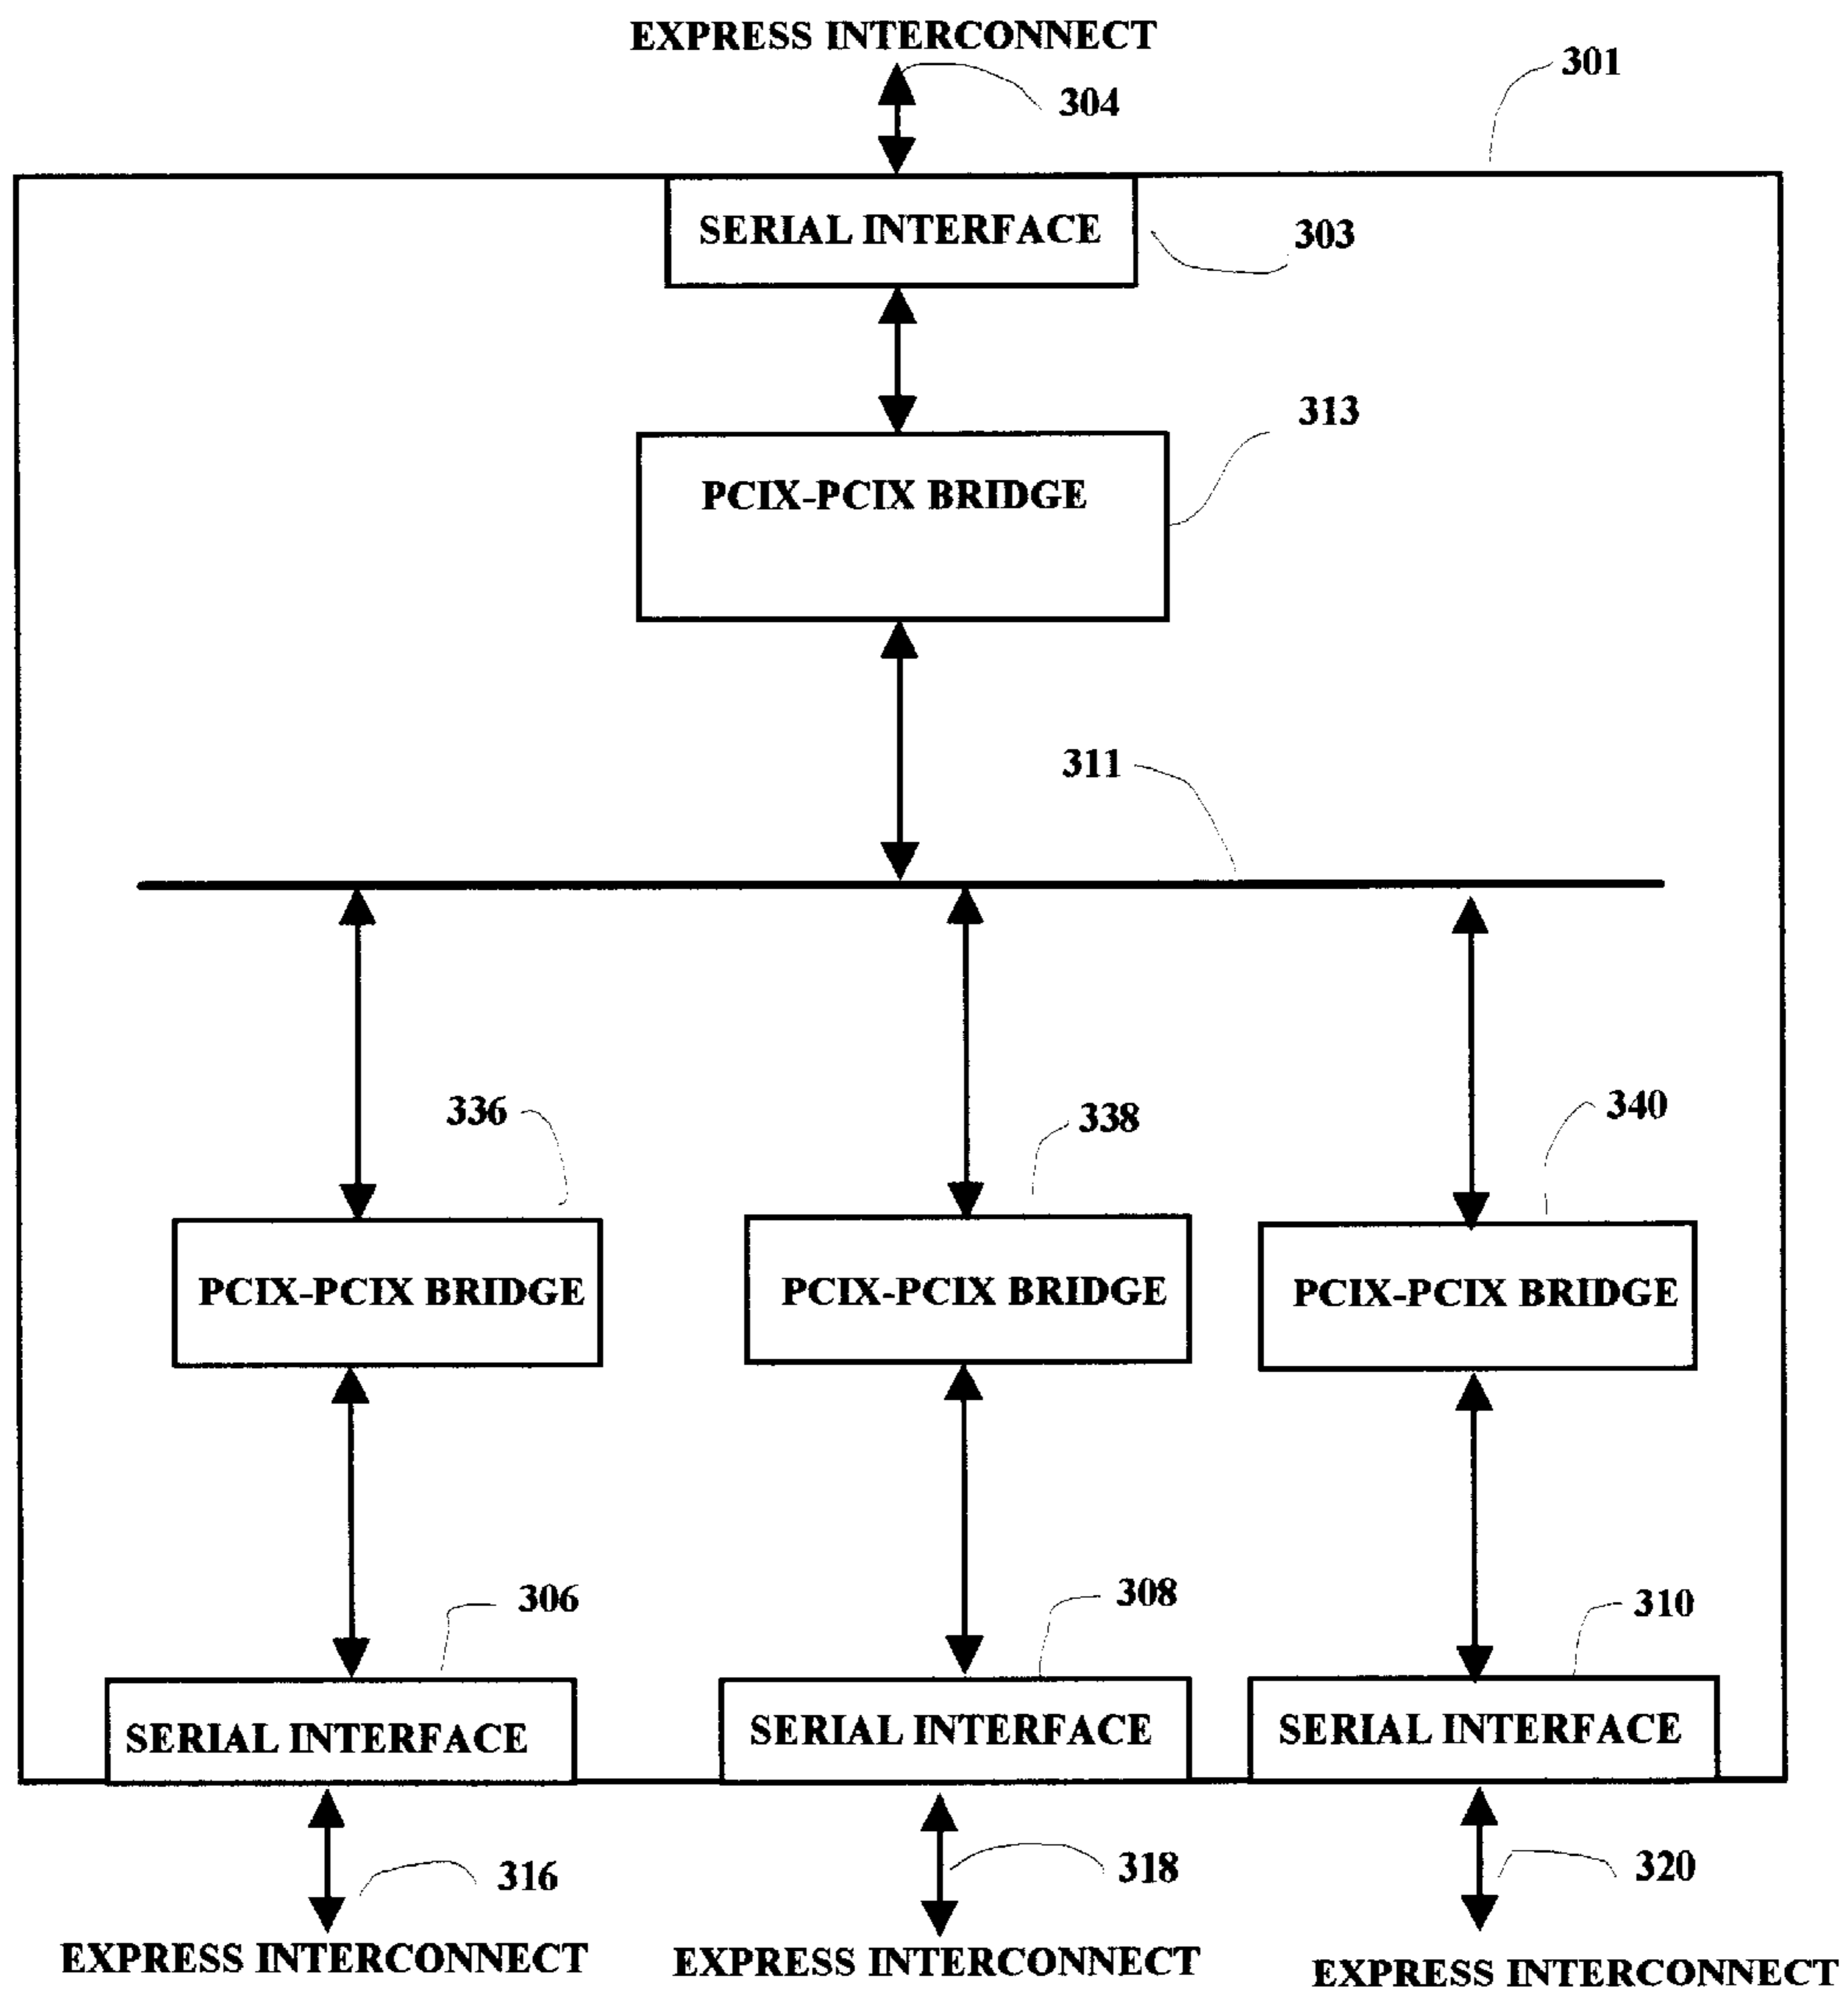 EXPRESS INTERCONNECT
301
304
SERIAL INTERFACE
303
313
PCIX-PCIX BRIDGE
311
336
338
340
PCIX-PCIX BRIDGE
PCIX-PCIX BRIDGE
PCIX-PCIX BRIDGE
306
308
310
SERIAL INTERFACE
SERIAL INTERFACE
SERIAL INTERFACE
316
318
320
EXPRESS INTERCONNECT
EXPRESS INTERCONNECT
EXPRESS INTERCONNECT